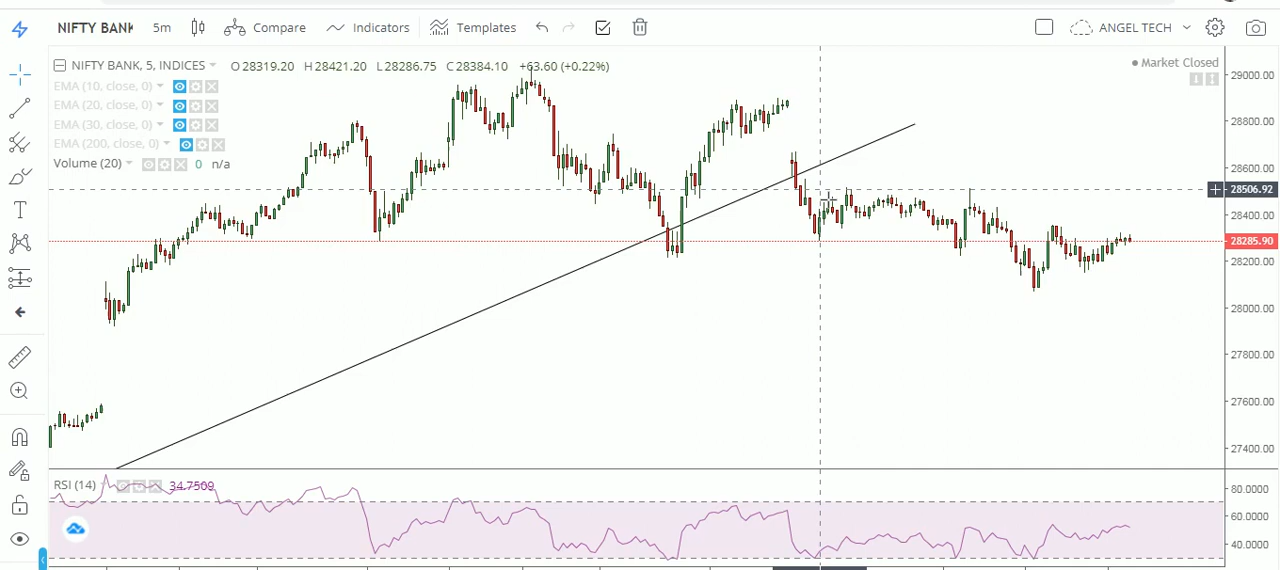 NIFTY BANK 5m Compare Indicators Templates ANGEL TECH
NIFTY BANK, 5, INDICES O 28319.20 H 28421.20 L 28286.75 C 28384.10 +63.60 (+0.22%)
Market Closed
EMA (10, close, 0)
EMA (20, close, 0)
EMA (30, close, 0)
EMA (200, close, 0)
Volume (20) 0 n/a
29000.00
28800.00
28600.00
28506.92
28400.00
28285.90
28200.00
28000.00
27800.00
27600.00
27400.00
RSI (14) 34.7509
80.0000
60.0000
40.0000